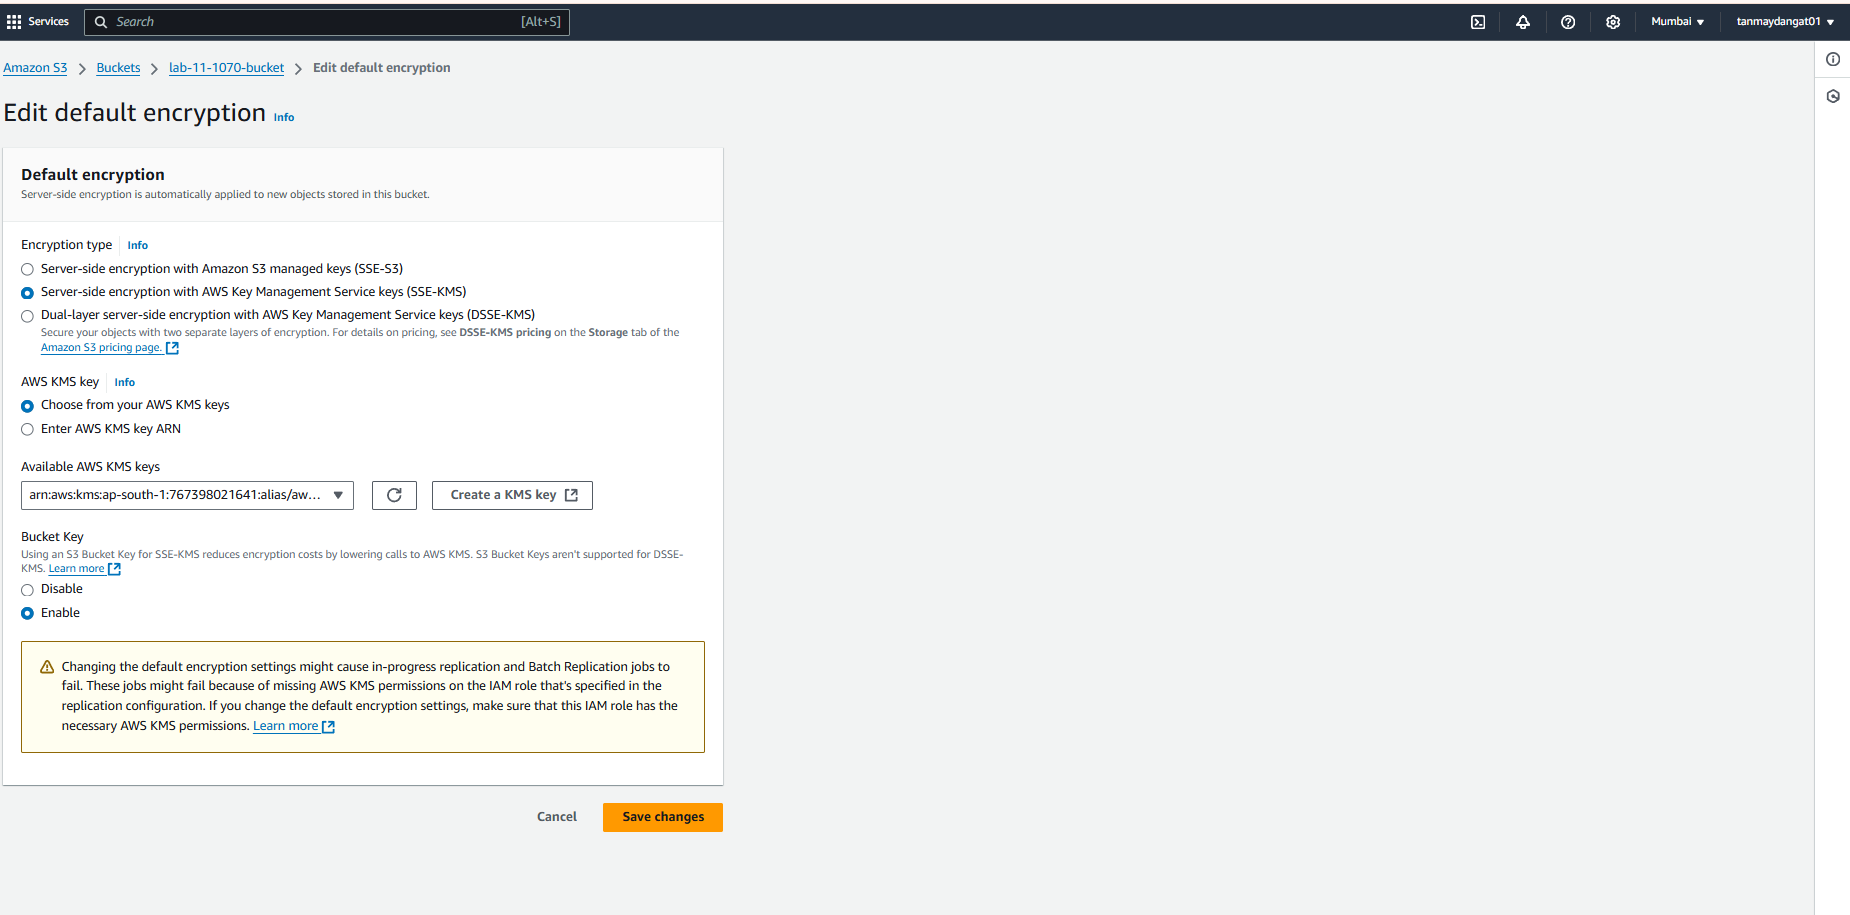 Services Search [Alt+S] Mumbai ▼ tanmaydangat01 ▼
Amazon S3 > Buckets > lab-11-1070-bucket > Edit default encryption
Edit default encryption Info
Default encryption
Server-side encryption is automatically applied to new objects stored in this bucket.
Encryption type Info
Server-side encryption with Amazon S3 managed keys (SSE-S3)
Server-side encryption with AWS Key Management Service keys (SSE-KMS)
Dual-layer server-side encryption with AWS Key Management Service keys (DSSE-KMS)
Secure your objects with two separate layers of encryption. For details on pricing, see DSSE-KMS pricing on the Storage tab of the
Amazon S3 pricing page.
AWS KMS key Info
Choose from your AWS KMS keys
Enter AWS KMS key ARN
Available AWS KMS keys
arn:aws:kms:ap-south-1:767398021641:alias/aw... ▼ Create a KMS key
Bucket Key
Using an S3 Bucket Key for SSE-KMS reduces encryption costs by lowering calls to AWS KMS. S3 Bucket Keys aren't supported for DSSE-
KMS. Learn more
Disable
Enable
Changing the default encryption settings might cause in-progress replication and Batch Replication jobs to
fail. These jobs might fail because of missing AWS KMS permissions on the IAM role that's specified in the
replication configuration. If you change the default encryption settings, make sure that this IAM role has the
necessary AWS KMS permissions. Learn more
Cancel Save changes